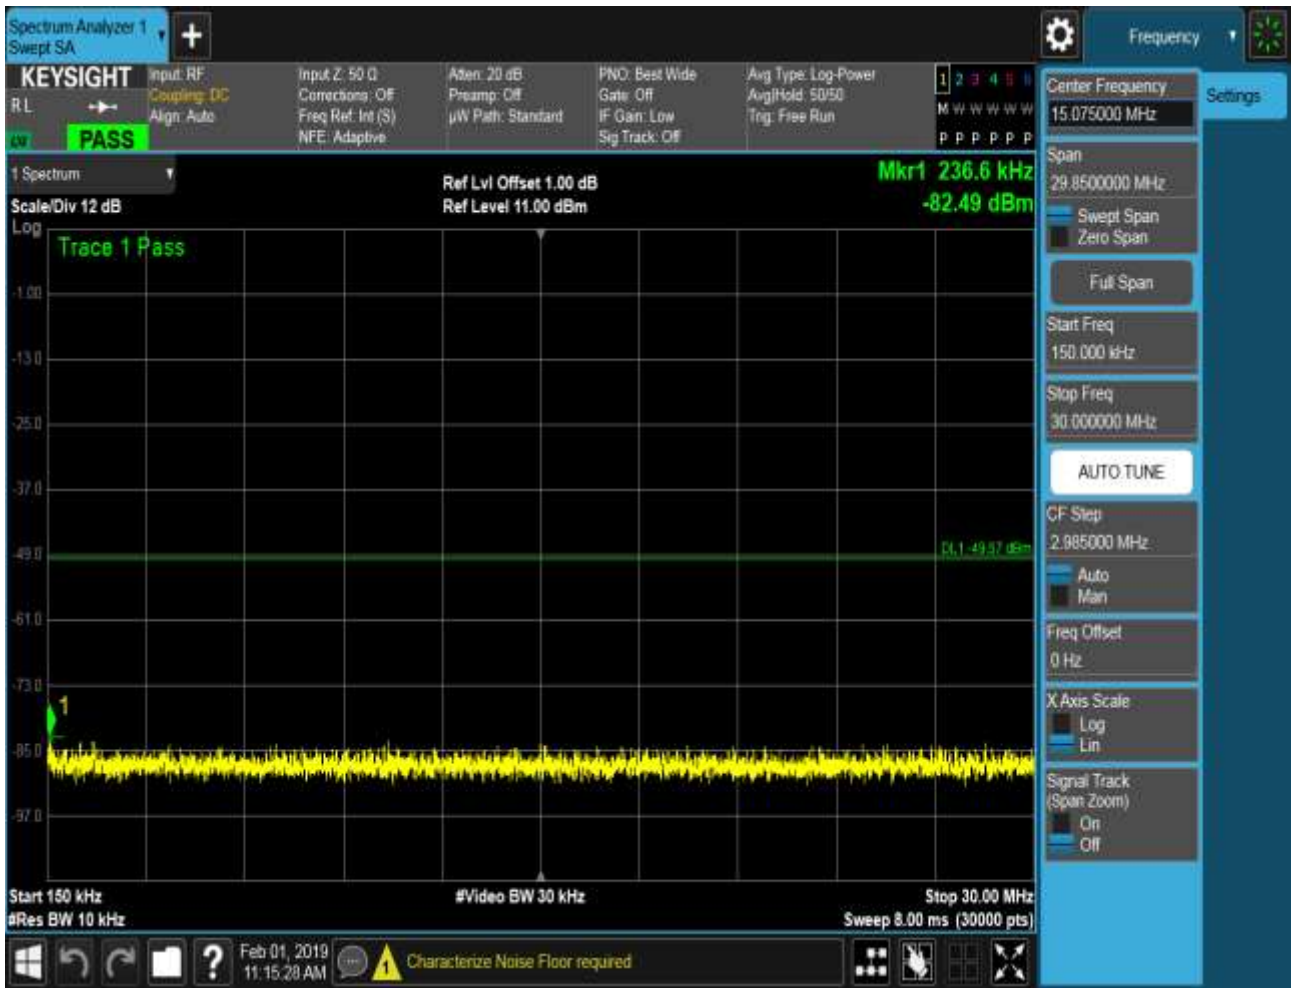 Spectrum Analyzer 1
Swept SA
Frequency
KEYSIGHT
R L
PASS
Input: RF
Coupling: DC
Align: Auto
Input Z: 50 Ω
Corrections: Off
Freq Ref: Int (S)
NFE: Adaptive
Atten: 20 dB
Preamp: Off
µW Path: Standard
PNO: Best Wide
Gate: Off
IF Gain: Low
Sig Track: Off
Avg Type: Log-Power
Avg|Hold: 50/50
Trig: Free Run
1 2 3 4 5 6
M W W W W W
P P P P P P
1 Spectrum
Scale/Div 12 dB
Ref Lvl Offset 1.00 dB
Ref Level 11.00 dBm
Mkr1 236.6 kHz
-82.49 dBm
Log
Trace 1 Pass
-1.00
-13.0
-25.0
-37.0
-49.0
DL1 -49.57 dBm
-61.0
-73.0
1
-85.0
-97.0
Start 150 kHz
#Video BW 30 kHz
Stop 30.00 MHz
#Res BW 10 kHz
Sweep 8.00 ms (30000 pts)
?
Feb 01, 2019
11:15:28 AM
Characterize Noise Floor required
Center Frequency
15.075000 MHz
Settings
Span
29.8500000 MHz
Swept Span
Zero Span
Full Span
Start Freq
150.000 kHz
Stop Freq
30.000000 MHz
AUTO TUNE
CF Step
2.985000 MHz
Auto
Man
Freq Offset
0 Hz
X Axis Scale
Log
Lin
Signal Track
(Span Zoom)
On
Off